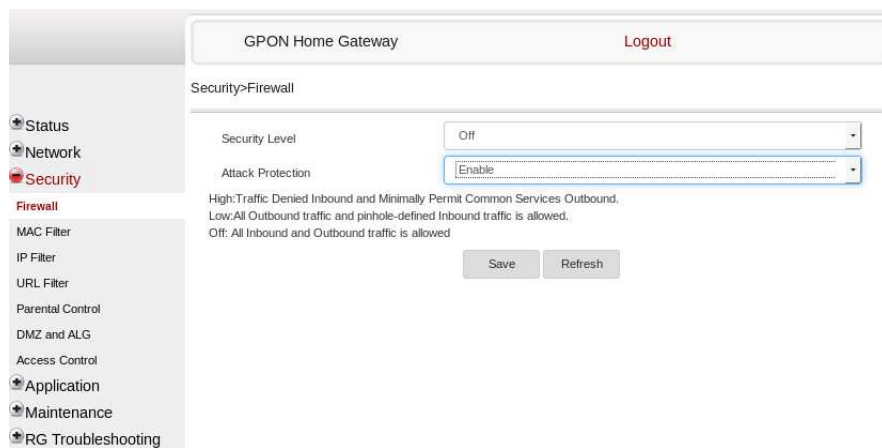 GPON Home Gateway Logout
Security>Firewall
Status
Network
Security
Firewall
MAC Filter
IP Filter
URL Filter
Parental Control
DMZ and ALG
Access Control
Application
Maintenance
RG Troubleshooting
Security Level Off
Attack Protection Enable
High:Traffic Denied Inbound and Minimally Permit Common Services Outbound.
Low:All Outbound traffic and pinhole-defined Inbound traffic is allowed.
Off: All Inbound and Outbound traffic is allowed
Save Refresh